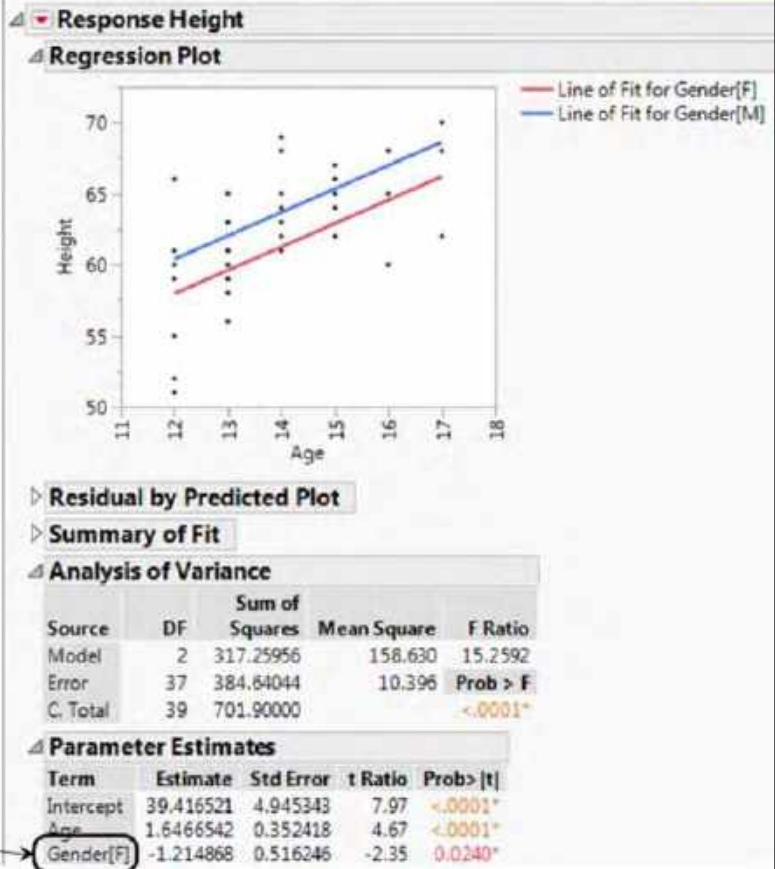 Response Height
Regression Plot
Line of Fit for Gender[F]
Line of Fit for Gender[M]
70
65
60
55
50
Height
11 12 13 14 15 16 17 18
Age
Residual by Predicted Plot
Summary of Fit
Analysis of Variance
Sum of
Source DF Squares Mean Square F Ratio
Model 2 317.25956 158.630 15.2592
Error 37 384.64044 10.396 Prob > F
C. Total 39 701.90000 <.0001*
Parameter Estimates
Term Estimate Std Error t Ratio Prob>|t|
Intercept 39.416521 4.945343 7.97 <.0001*
Age 1.6466542 0.352418 4.67 <.0001*
Gender[F] -1.214868 0.516246 -2.35 0.0240*